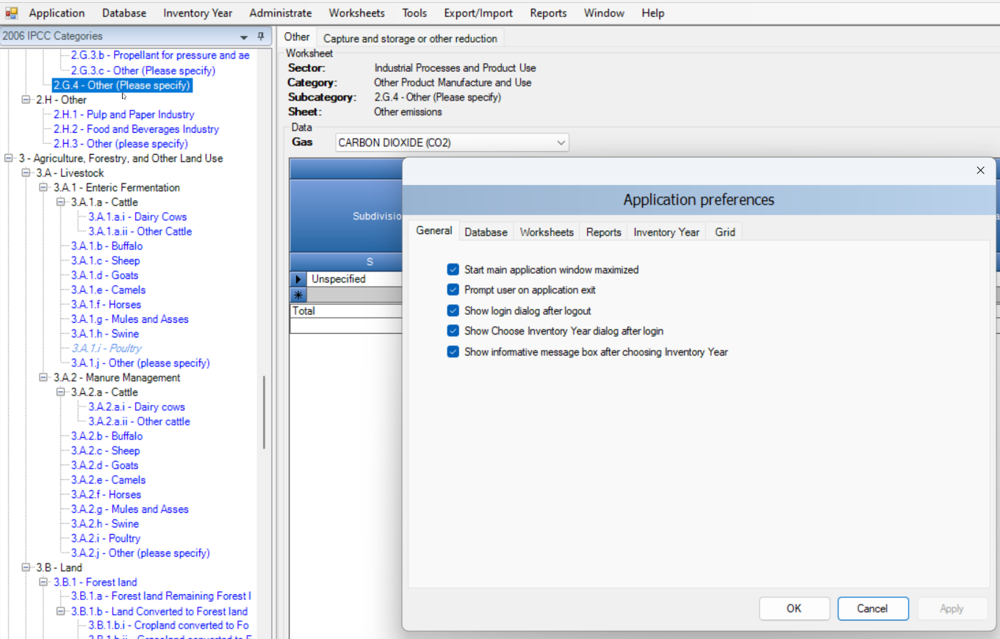 Application Database Inventory Year Administrate Worksheets Tools Export/Import Reports Window Help
2006 IPCC Categories
2.G.3.b - Propellant for pressure and ae
2.G.3.c - Other (Please specify)
2.G.4 - Other (Please specify)
2.H - Other
2.H.1 - Pulp and Paper Industry
2.H.2 - Food and Beverages Industry
2.H.3 - Other (please specify)
3 - Agriculture, Forestry, and Other Land Use
3.A - Livestock
3.A.1 - Enteric Fermentation
3.A.1.a - Cattle
3.A.1.a.i - Dairy Cows
3.A.1.a.ii - Other Cattle
3.A.1.b - Buffalo
3.A.1.c - Sheep
3.A.1.d - Goats
3.A.1.e - Camels
3.A.1.f - Horses
3.A.1.g - Mules and Asses
3.A.1.h - Swine
3.A.1.i - Poultry
3.A.1.j - Other (please specify)
3.A.2 - Manure Management
3.A.2.a - Cattle
3.A.2.a.i - Dairy cows
3.A.2.a.ii - Other cattle
3.A.2.b - Buffalo
3.A.2.c - Sheep
3.A.2.d - Goats
3.A.2.e - Camels
3.A.2.f - Horses
3.A.2.g - Mules and Asses
3.A.2.h - Swine
3.A.2.i - Poultry
3.A.2.j - Other (please specify)
3.B - Land
3.B.1 - Forest land
3.B.1.a - Forest land Remaining Forest l
3.B.1.b - Land Converted to Forest land
3.B.1.b.i - Cropland converted to Fo
Other Capture and storage or other reduction
Worksheet
Sector: Industrial Processes and Product Use
Category: Other Product Manufacture and Use
Subcategory: 2.G.4 - Other (Please specify)
Sheet: Other emissions
Data
Gas CARBON DIOXIDE (CO2)
Subdivisio
S
Unspecified
Total
Application preferences
General Database Worksheets Reports Inventory Year Grid
Start main application window maximized
Prompt user on application exit
Show login dialog after logout
Show Choose Inventory Year dialog after login
Show informative message box after choosing Inventory Year
OK Cancel Apply